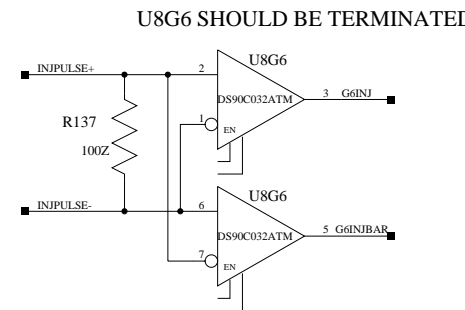 U8G6 SHOULD BE TERMINATED
U8G6
INJPULSE+
2
DS90C032ATM
3 G6INJ
R137
1
EN
100Z
U8G6
INJPULSE-
6
DS90C032ATM
5 G6INJBAR
7
EN